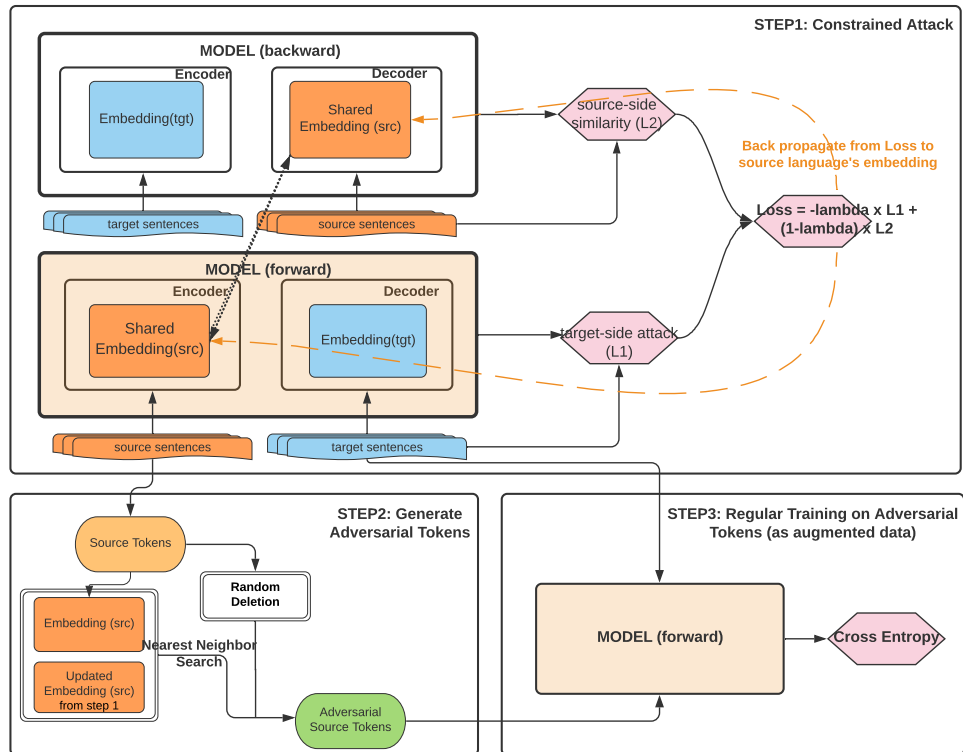 STEP1: Constrained Attack
MODEL (backward)
Encoder
Decoder
Embedding(tgt)
Shared
Embedding (src)
source-side
similarity (L2)
Back propagate from Loss to
source language's embedding
target sentences
source sentences
Loss = -lambda x L1 +
(1-lambda) x L2
MODEL (forward)
Encoder
Decoder
Shared
Embedding(src)
Embedding(tgt)
target-side attack
(L1)
source sentences
target sentences
STEP2: Generate
Adversarial Tokens
Source Tokens
Random
Deletion
Embedding (src)
Nearest Neighbor
Search
Updated
Embedding (src)
from step 1
Adversarial
Source Tokens
STEP3: Regular Training on Adversarial
Tokens (as augmented data)
MODEL (forward)
Cross Entropy